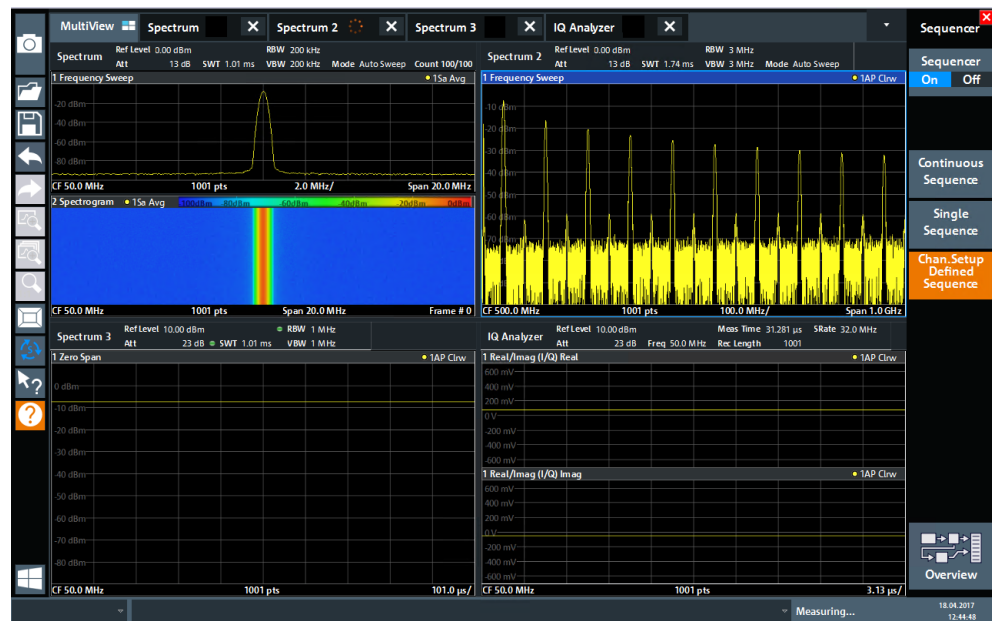 MultiView Spectrum Spectrum 2 Spectrum 3 IQ Analyzer
Sequencer
Spectrum
Ref Level 0.00 dBm RBW 200 kHz
Att 13 dB SWT 1.01 ms VBW 200 kHz Mode Auto Sweep Count 100/100
1 Frequency Sweep 1Sa Avg
-20 dBm
-40 dBm
-60 dBm
-80 dBm
CF 50.0 MHz 1001 pts 2.0 MHz/ Span 20.0 MHz
2 Spectrogram 1Sa Avg -100dBm -80dBm -60dBm -40dBm -20dBm 0dBm
CF 50.0 MHz 1001 pts Span 20.0 MHz Frame # 0
Spectrum 2
Ref Level 0.00 dBm RBW 3 MHz
Att 13 dB SWT 1.74 ms VBW 3 MHz Mode Auto Sweep
1 Frequency Sweep 1AP Clrw
-10 dBm
-20 dBm
-30 dBm
-40 dBm
-50 dBm
-60 dBm
CF 500.0 MHz 1001 pts 100.0 MHz/ Span 1.0 GHz
Spectrum 3
Ref Level 10.00 dBm RBW 1 MHz
Att 23 dB SWT 1.01 ms VBW 1 MHz
1 Zero Span 1AP Clrw
0 dBm
-10 dBm
-20 dBm
-30 dBm
-40 dBm
-50 dBm
-60 dBm
-70 dBm
-80 dBm
CF 50.0 MHz 1001 pts 101.0 µs/
IQ Analyzer
Ref Level 10.00 dBm Meas Time 31.281 µs SRate 32.0 MHz
Att 23 dB Freq 50.0 MHz Rec Length 1001
1 Real/Imag (I/Q) Real 1AP Clrw
600 mV
400 mV
200 mV
0 V
-200 mV
-400 mV
-600 mV
1 Real/Imag (I/Q) Imag 1AP Clrw
600 mV
400 mV
200 mV
0 V
-200 mV
-400 mV
-600 mV
CF 50.0 MHz 1001 pts 3.13 µs/
Sequencer
On Off
Continuous
Sequence
Single
Sequence
Chan.Setup
Defined
Sequence
Overview
Measuring...
18.04.2017
12:44:48